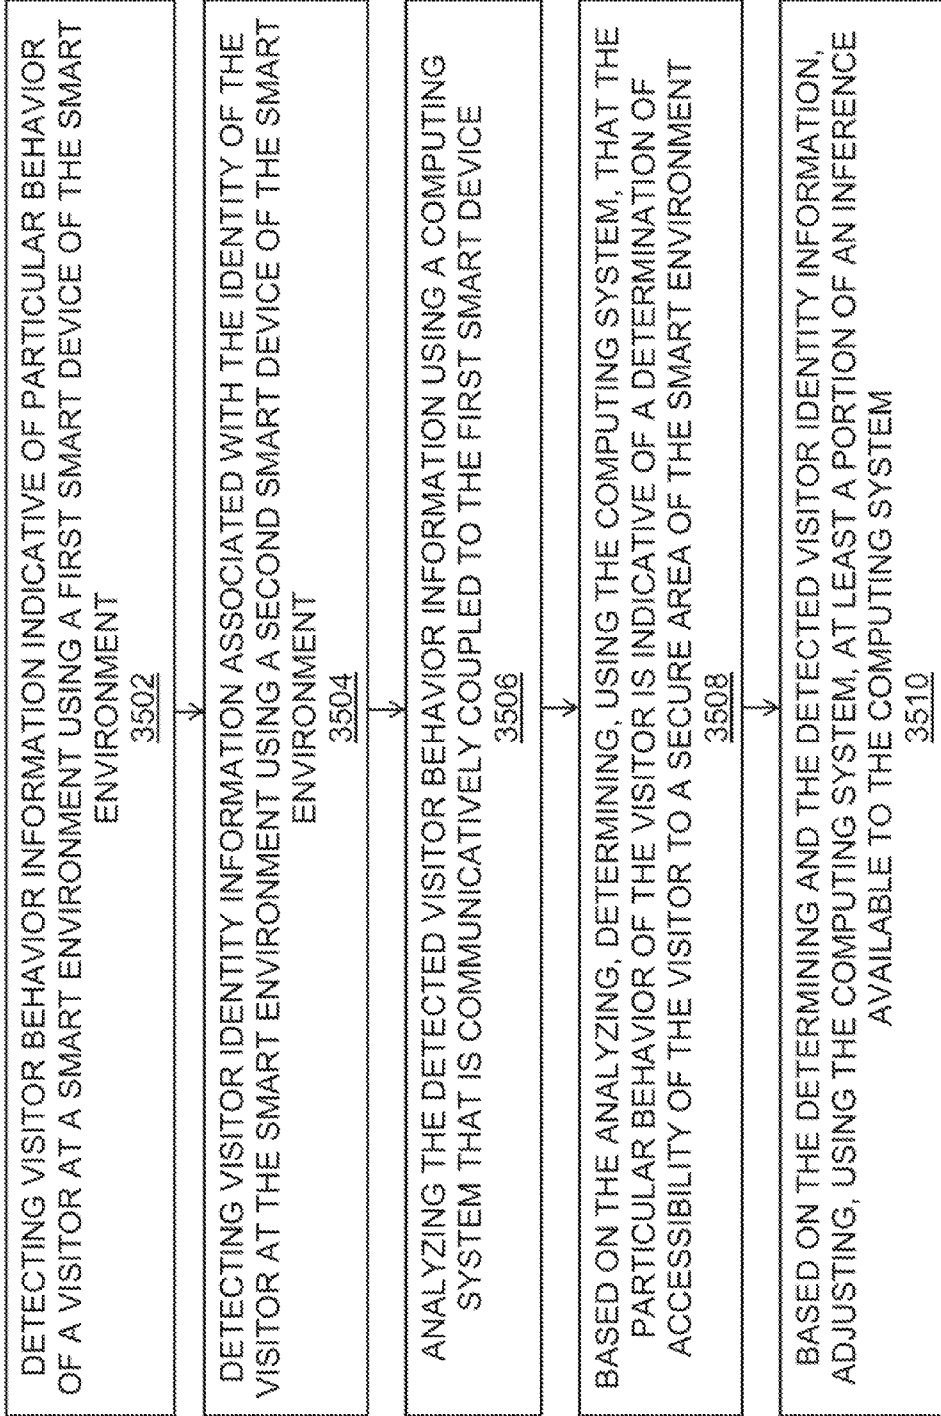 DETECTING VISITOR BEHAVIOR INFORMATION INDICATIVE OF PARTICULAR BEHAVIOR
OF A VISITOR AT A SMART ENVIRONMENT USING A FIRST SMART DEVICE OF THE SMART
ENVIRONMENT
3502
DETECTING VISITOR IDENTITY INFORMATION ASSOCIATED WITH THE IDENTITY OF THE
VISITOR AT THE SMART ENVIRONMENT USING A SECOND SMART DEVICE OF THE SMART
ENVIRONMENT
3504
ANALYZING THE DETECTED VISITOR BEHAVIOR INFORMATION USING A COMPUTING
SYSTEM THAT IS COMMUNICATIVELY COUPLED TO THE FIRST SMART DEVICE
3506
BASED ON THE ANALYZING, DETERMINING, USING THE COMPUTING SYSTEM, THAT THE
PARTICULAR BEHAVIOR OF THE VISITOR IS INDICATIVE OF A DETERMINATION OF
ACCESSIBILITY OF THE VISITOR TO A SECURE AREA OF THE SMART ENVIRONMENT
3508
BASED ON THE DETERMINING AND THE DETECTED VISITOR IDENTITY INFORMATION,
ADJUSTING, USING THE COMPUTING SYSTEM, AT LEAST A PORTION OF AN INFERENCE
AVAILABLE TO THE COMPUTING SYSTEM
3510